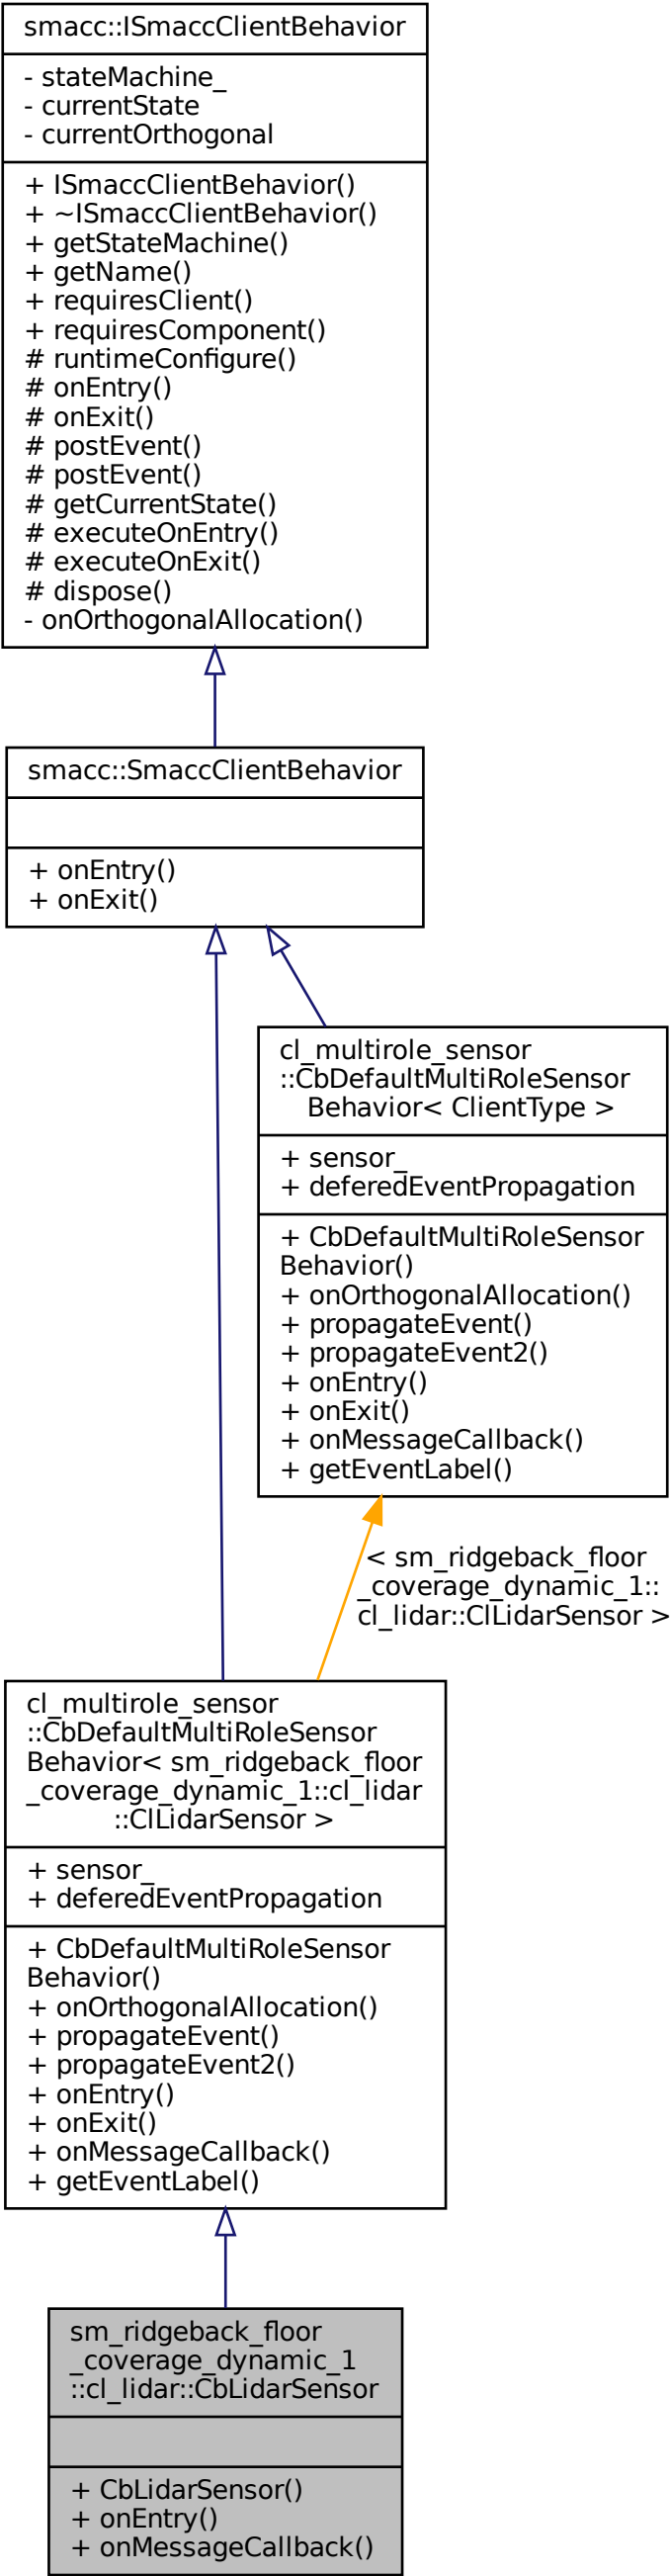 smacc::ISmaccClientBehavior
- stateMachine_
- currentState
- currentOrthogonal
+ ISmaccClientBehavior()
+ ~ISmaccClientBehavior()
+ getStateMachine()
+ getName()
+ requiresClient()
+ requiresComponent()
# runtimeConfigure()
# onEntry()
# onExit()
# postEvent()
# postEvent()
# getCurrentState()
# executeOnEntry()
# executeOnExit()
# dispose()
- onOrthogonalAllocation()
smacc::SmaccClientBehavior
+ onEntry()
+ onExit()
cl_multirole_sensor
::CbDefaultMultiRoleSensor
Behavior< ClientType >
+ sensor_
+ deferedEventPropagation
+ CbDefaultMultiRoleSensor
Behavior()
+ onOrthogonalAllocation()
+ propagateEvent()
+ propagateEvent2()
+ onEntry()
+ onExit()
+ onMessageCallback()
+ getEventLabel()
< sm_ridgeback_floor
_coverage_dynamic_1::
cl_lidar::ClLidarSensor >
cl_multirole_sensor
::CbDefaultMultiRoleSensor
Behavior< sm_ridgeback_floor
_coverage_dynamic_1::cl_lidar
::ClLidarSensor >
+ sensor_
+ deferedEventPropagation
+ CbDefaultMultiRoleSensor
Behavior()
+ onOrthogonalAllocation()
+ propagateEvent()
+ propagateEvent2()
+ onEntry()
+ onExit()
+ onMessageCallback()
+ getEventLabel()
sm_ridgeback_floor
_coverage_dynamic_1
::cl_lidar::CbLidarSensor
+ CbLidarSensor()
+ onEntry()
+ onMessageCallback()